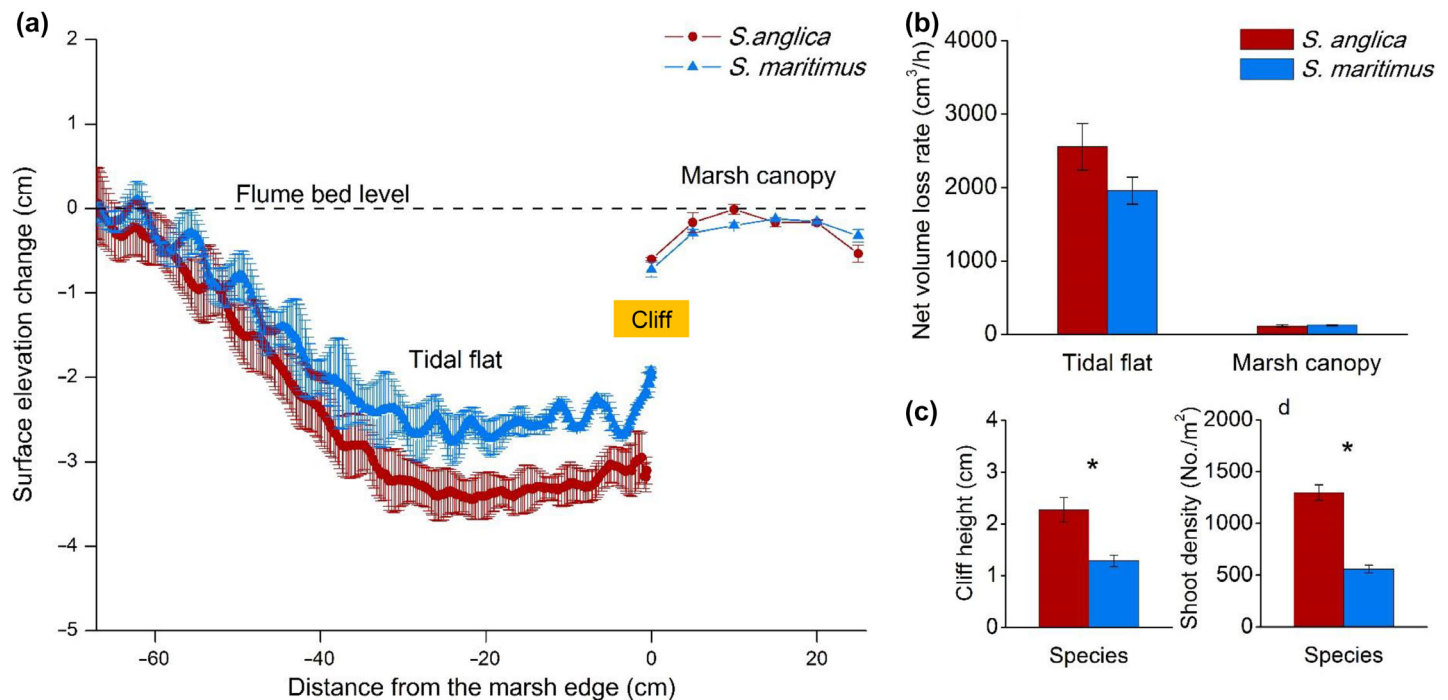 (a)
Surface elevation change (cm)
2
1
0
−1
−2
−3
−4
−5
S.anglica
S. maritimus
Flume bed level
Marsh canopy
Cliff
Tidal flat
−60
−40
−20
0
20
Distance from the marsh edge (cm)
(b)
Net volume loss rate (cm³/h)
4000
3000
2000
1000
0
S. anglica
S. maritimus
Tidal flat
Marsh canopy
(c)
Cliff height (cm)
4
3
2
1
0
*
Species
d
Shoot density (No./m²)
2000
1500
1000
500
0
*
Species